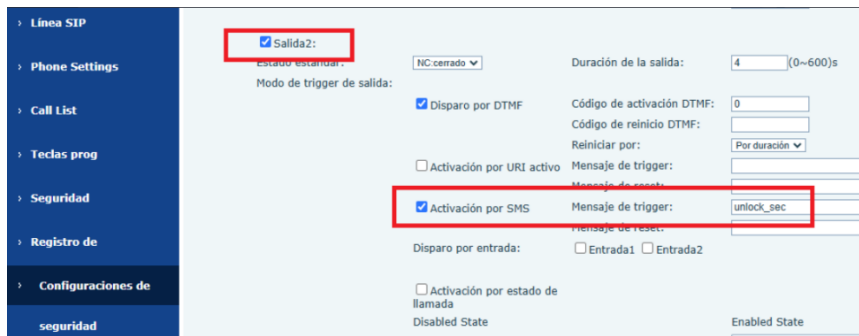 Línea SIP
Phone Settings
Call List
Teclas prog
Seguridad
Registro de
Configuraciones de
seguridad
Salida2:
Estado estándar: NC:cerrado Duración de la salida: 4 (0~600)s
Modo de trigger de salida:
Disparo por DTMF Código de activación DTMF: 0
Código de reinicio DTMF:
Reiniciar por: Por duración
Activación por URI activo Mensaje de trigger:
Mensaje de reset:
Activación por SMS Mensaje de trigger: unlock_sec
Mensaje de reset:
Disparo por entrada: Entrada1 Entrada2
Activación por estado de
llamada
Disabled State Enabled State